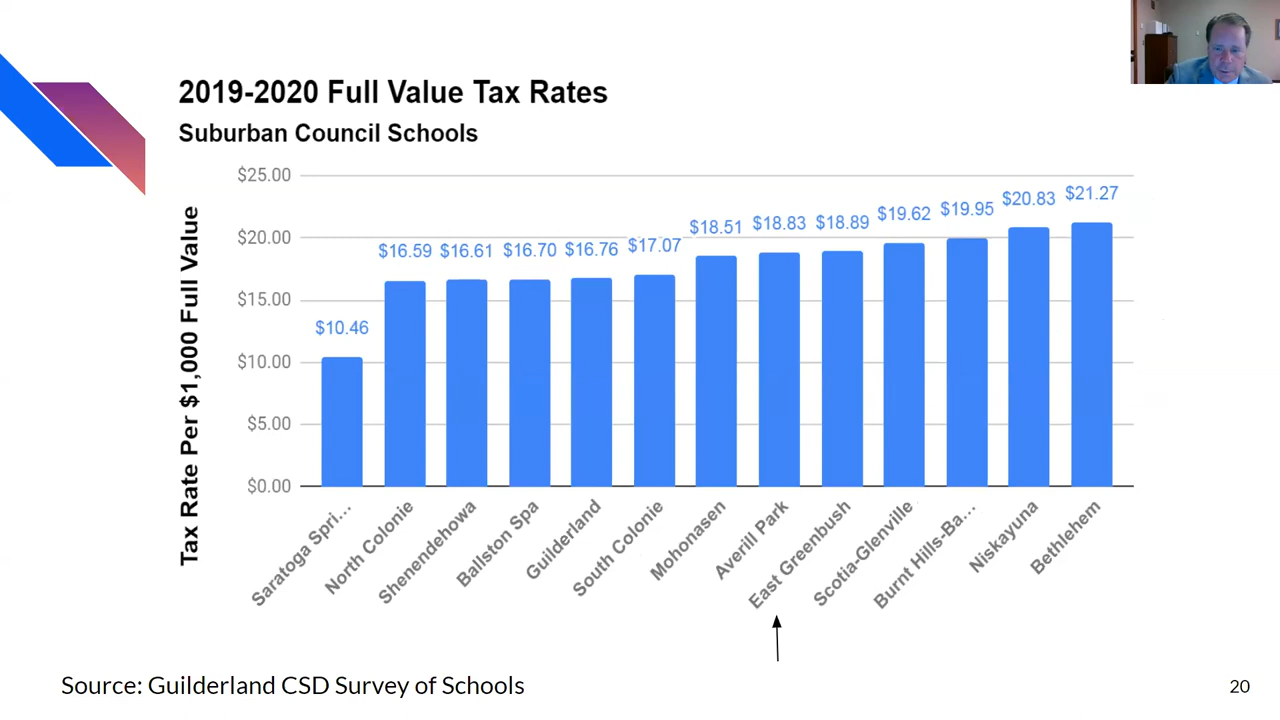 2019-2020 Full Value Tax Rates
Suburban Council Schools
Tax Rate Per $1,000 Full Value
$25.00
$20.00
$15.00
$10.00
$5.00
$0.00
$10.46
$16.59
$16.61
$16.70
$16.76
$17.07
$18.51
$18.83
$18.89
$19.62
$19.95
$20.83
$21.27
Saratoga Spri...
North Colonie
Shenendehowa
Ballston Spa
Guilderland
South Colonie
Mohonasen
Averill Park
East Greenbush
Scotia-Glenville
Burnt Hills-Ba...
Niskayuna
Bethlehem
Source: Guilderland CSD Survey of Schools
20